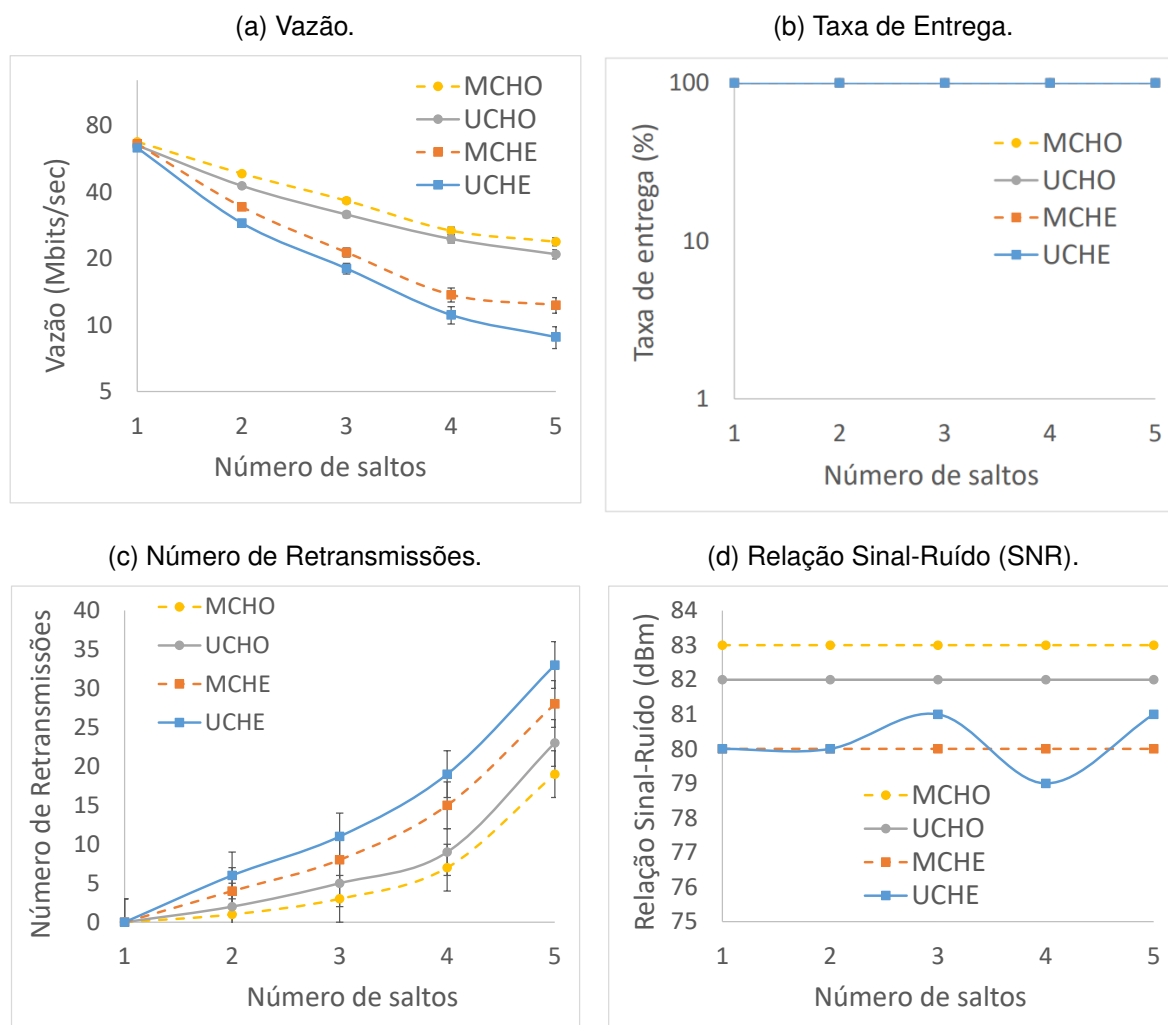 (a) Vazão.
MCHO
UCHO
MCHE
UCHE
80
40
20
10
5
Vazão (Mbits/sec)
1 2 3 4 5
Número de saltos
(b) Taxa de Entrega.
100
10
1
Taxa de entrega (%)
MCHO
UCHO
MCHE
UCHE
1 2 3 4 5
Número de saltos
(c) Número de Retransmissões.
MCHO
UCHO
MCHE
UCHE
40
35
30
25
20
15
10
5
0
Número de Retransmissões
1 2 3 4 5
Número de saltos
(d) Relação Sinal-Ruído (SNR).
84
83
82
81
80
79
78
77
76
75
Relação Sinal-Ruído (dBm)
MCHO
UCHO
MCHE
UCHE
1 2 3 4 5
Número de saltos